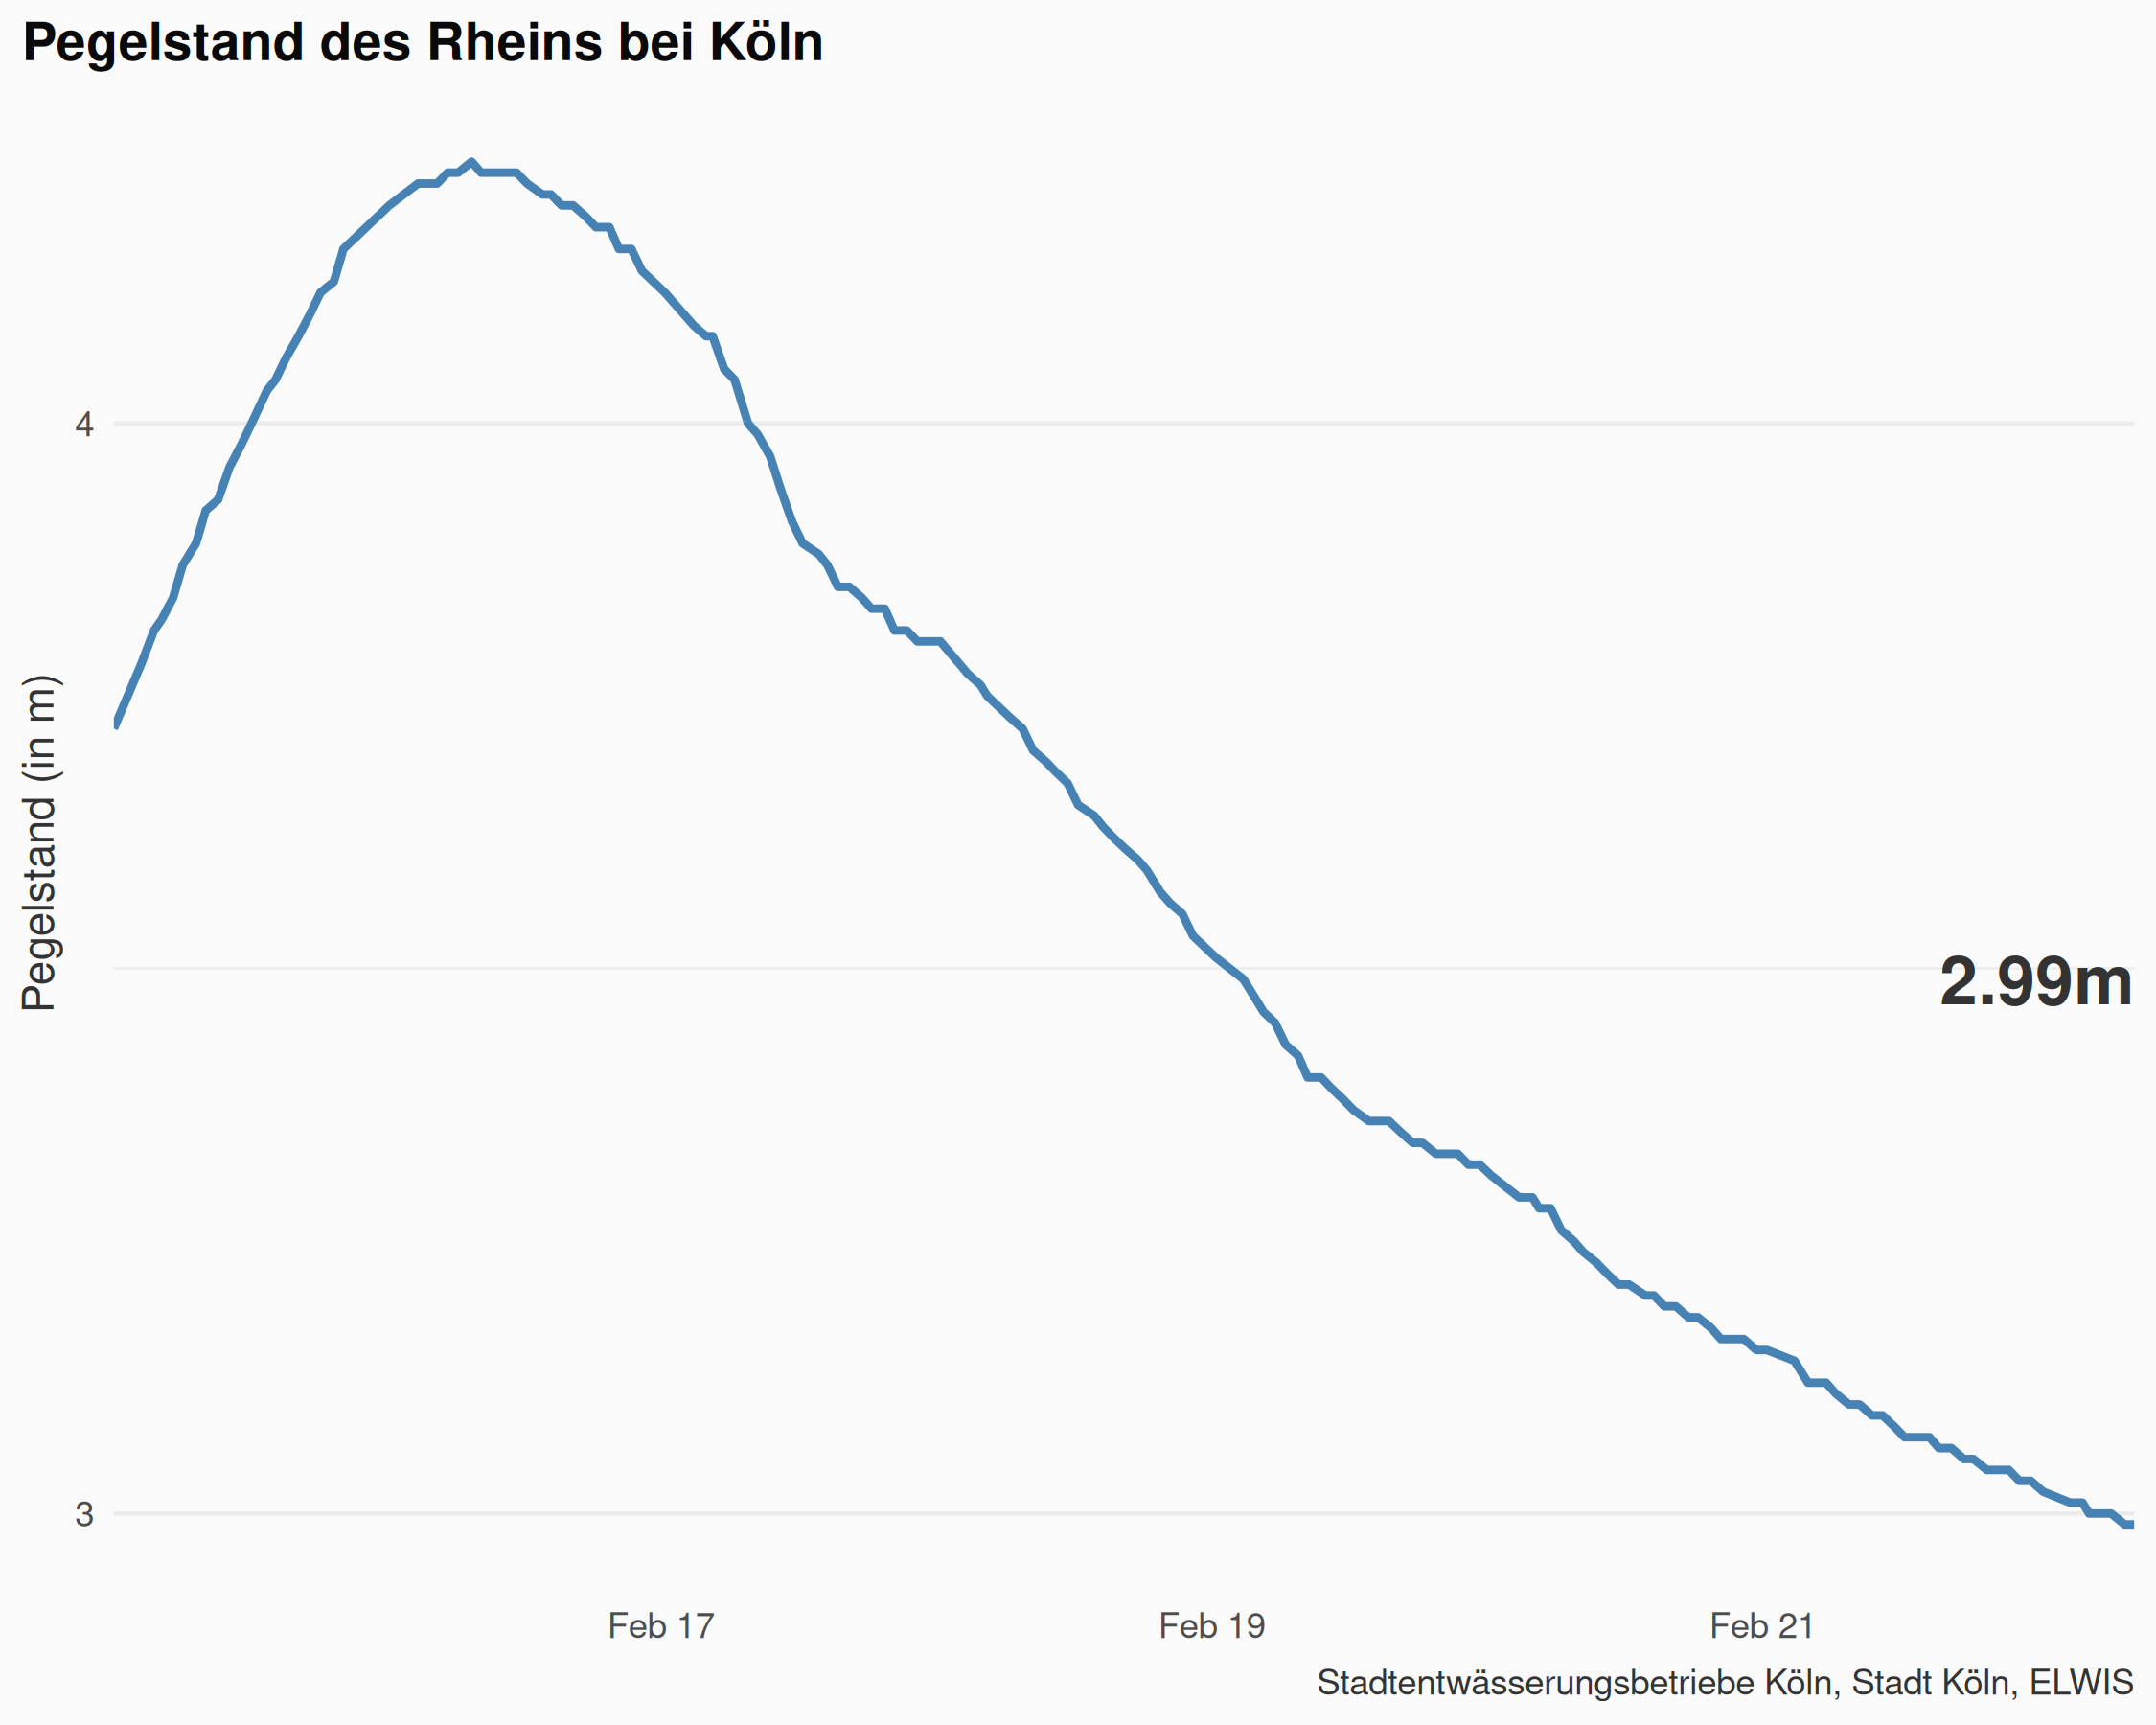 Pegelstand des Rheins bei Köln
Pegelstand (in m)
4
3
2.99m
Feb 17
Feb 19
Feb 21
Stadtentwässerungsbetriebe Köln, Stadt Köln, ELWIS